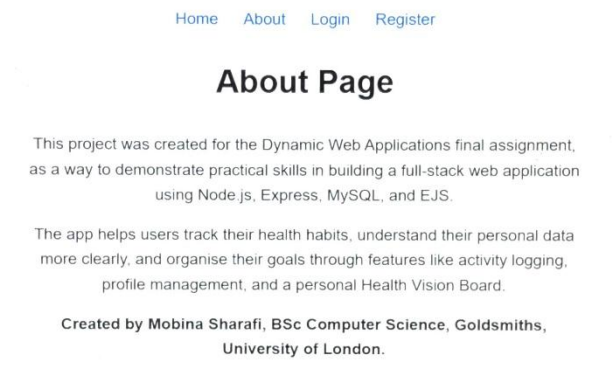 Home About Login Register
About Page
This project was created for the Dynamic Web Applications final assignment,
as a way to demonstrate practical skills in building a full-stack web application
using Node.js, Express, MySQL, and EJS.
The app helps users track their health habits, understand their personal data
more clearly, and organise their goals through features like activity logging,
profile management, and a personal Health Vision Board.
Created by Mobina Sharafi, BSc Computer Science, Goldsmiths,
University of London.